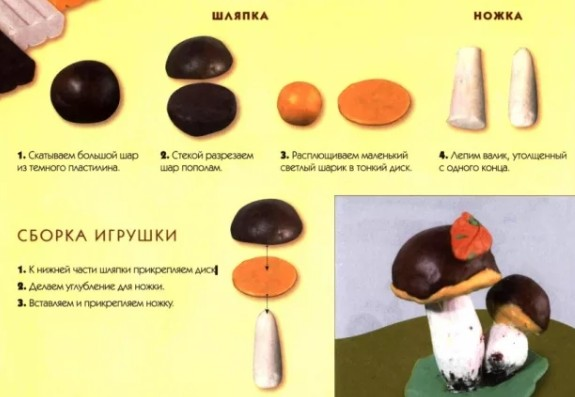 ШЛЯПКА
НОЖКА
1. Скатываем большой шар
из темного пластилина.
2. Стекой разрезаем
шар пополам.
3. Расплющиваем маленький
светлый шарик в тонкий диск.
4. Лепим валик, утолщенный
с одного конца.
СБОРКА ИГРУШКИ
1. К нижней части шляпки прикрепляем диск
2. Делаем углубление для ножки.
3. Вставляем и прикрепляем ножку.